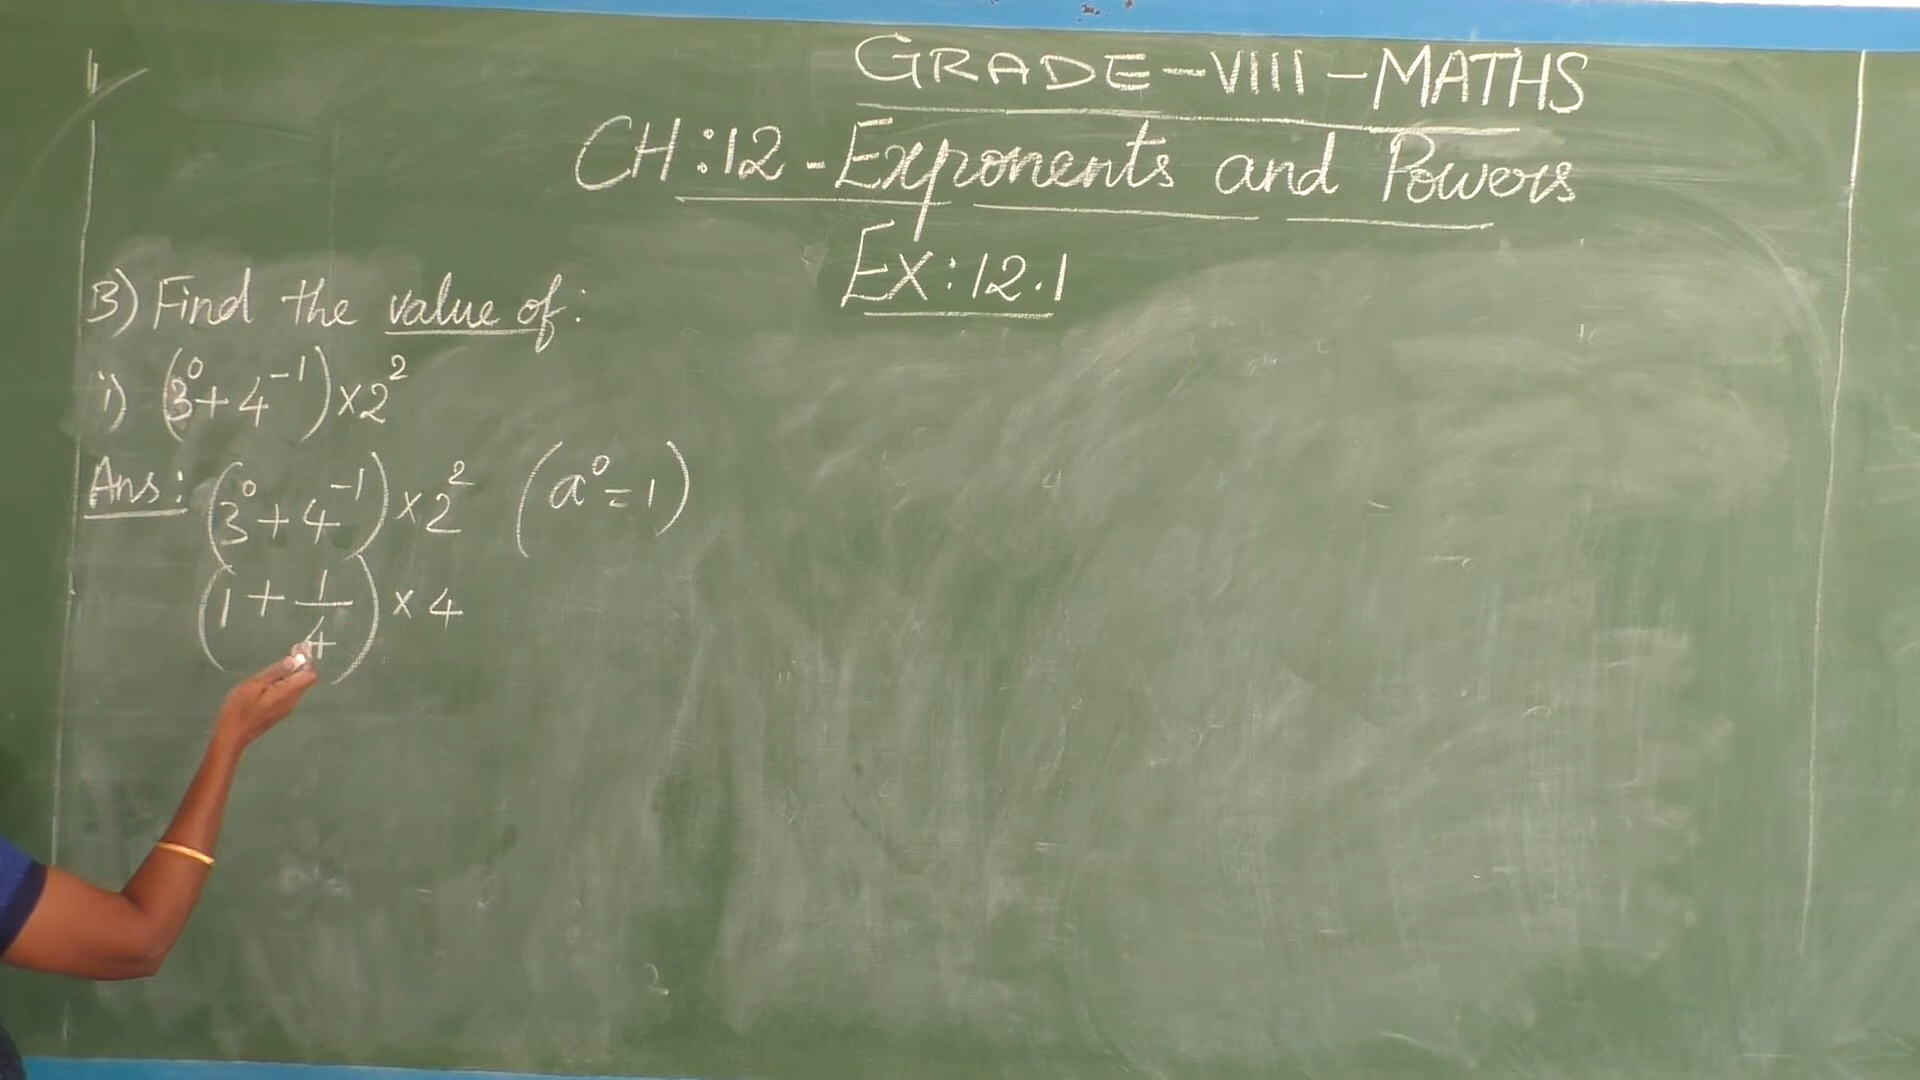 GRADE-VIII-MATHS
CH:12-Exponents and Powers
Ex:12.1
3) Find the value of:
i) (3⁰+4⁻¹)×2²
Ans: (3⁰+4⁻¹)×2² (a⁰=1)
(1+1/4)×4